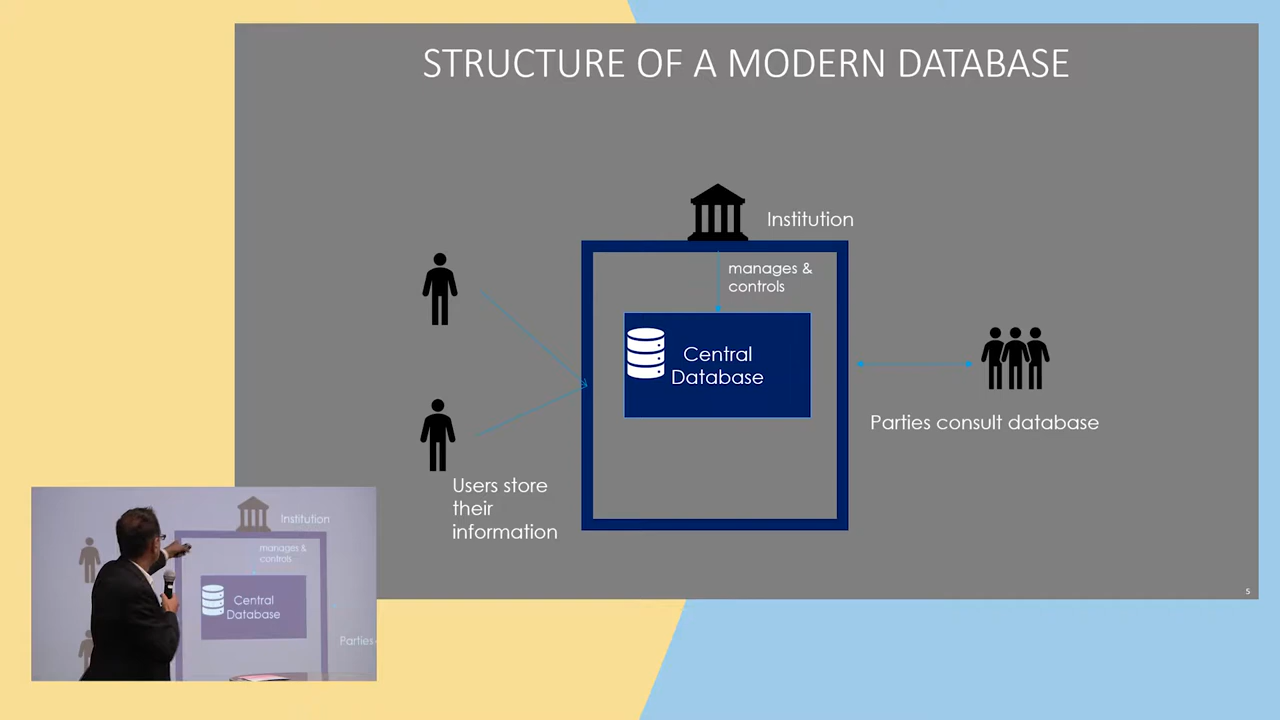 STRUCTURE OF A MODERN DATABASE
Institution
manages &
controls
Central
Database
Parties consult database
Users store
their
information
5
Institution
manages &
controls
Central
Database
Parties